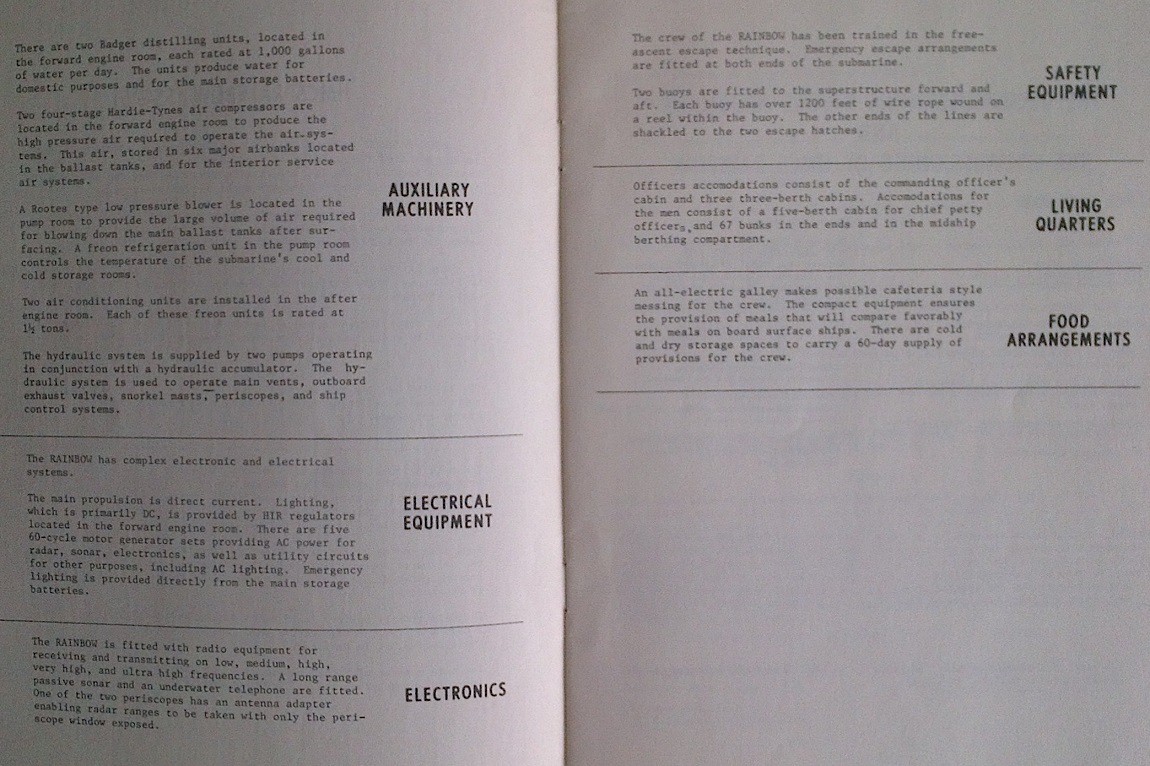 There are two Badger distilling units, located in
the forward engine room, each rated at 1,000 gallons
of water per day.  The units produce water for
domestic purposes and for the main storage batteries.
Two four-stage Hardie-Tynes air compressors are
located in the forward engine room to produce the
high pressure air required to operate the air-sys-
tems.  This air, stored in six major airbanks located
in the ballast tanks, and for the interior service
air systems.
AUXILIARY
MACHINERY
A Rootes type low pressure blower is located in the
pump room to provide the large volume of air required
for blowing down the main ballast tanks after sur-
facing.  A freon refrigeration unit in the pump room
controls the temperature of the submarine's cool and
cold storage rooms.
Two air conditioning units are installed in the after
engine room.  Each of these freon units is rated at
1½ tons.
The hydraulic system is supplied by two pumps operating
in conjunction with a hydraulic accumulator.  The hy-
draulic system is used to operate main vents, outboard
exhaust valves, snorkel masts, periscopes, and ship
control systems.
The RAINBOW has complex electronic and electrical
systems.
ELECTRICAL
EQUIPMENT
The main propulsion is direct current.  Lighting,
which is primarily DC, is provided by HIR regulators
located in the forward engine room.  There are five
60-cycle motor generator sets providing AC power for
radar, sonar, electronics, as well as utility circuits
for other purposes, including AC lighting.  Emergency
lighting is provided directly from the main storage
batteries.
The RAINBOW is fitted with radio equipment for
receiving and transmitting on low, medium, high,
very high, and ultra high frequencies.  A long range
passive sonar and an underwater telephone are fitted.
One of the two periscopes has an antenna adapter
enabling radar ranges to be taken with only the peri-
scope window exposed.
ELECTRONICS
The crew of the RAINBOW has been trained in the free-
ascent escape technique.  Emergency escape arrangements
are fitted at both ends of the submarine.
SAFETY
EQUIPMENT
Two buoys are fitted to the superstructure forward and
aft.  Each buoy has over 1200 feet of wire rope wound on
a reel within the buoy.  The other ends of the lines are
shackled to the two escape hatches.
Officers accomodations consist of the commanding officer's
cabin and three three-berth cabins.  Accomodations for
the men consist of a five-berth cabin for chief petty
officers, and 67 bunks in the ends and in the midship
berthing compartment.
LIVING
QUARTERS
An all-electric galley makes possible cafeteria style
messing for the crew.  The compact equipment ensures
the provision of meals that will compare favorably
with meals on board surface ships.  There are cold
and dry storage spaces to carry a 60-day supply of
provisions for the crew.
FOOD
ARRANGEMENTS